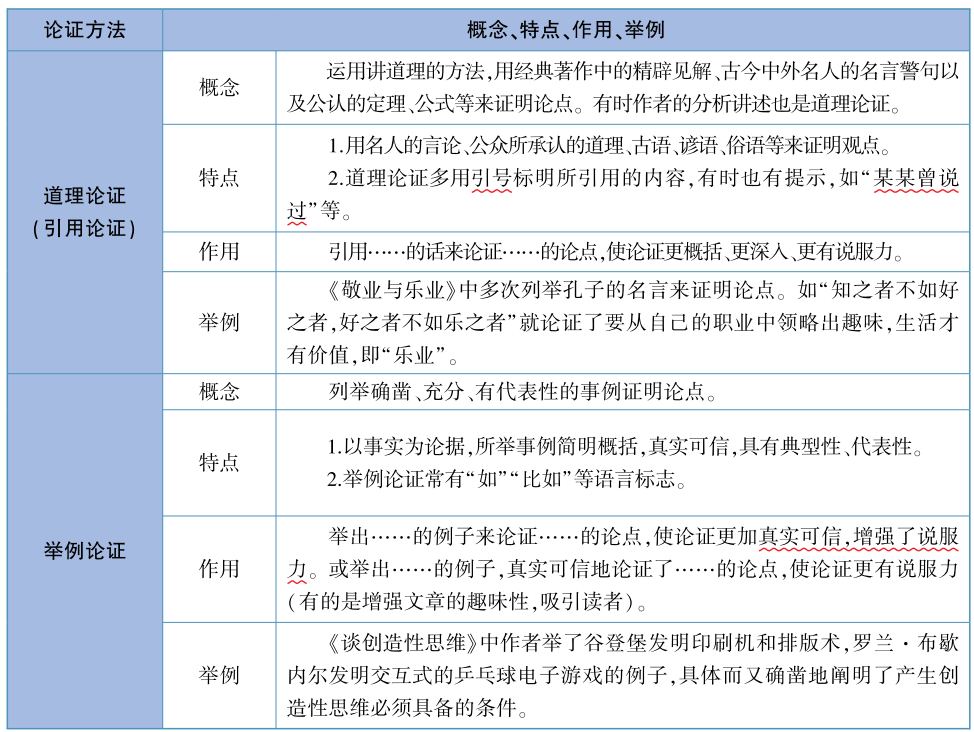 论证方法
概念、特点、作用、举例
道理论证
(引用论证)
概念
运用讲道理的方法,用经典著作中的精辟见解、古今中外名人的名言警句以
及公认的定理、公式等来证明论点。有时作者的分析讲述也是道理论证。
特点
1.用名人的言论、公众所承认的道理、古语、谚语、俗语等来证明观点。
2.道理论证多用引号标明所引用的内容,有时也有提示,如“某某曾说
过”等。
作用
引用……的话来论证……的论点,使论证更概括、更深入、更有说服力。
举例
《敬业与乐业》中多次列举孔子的名言来证明论点。如“知之者不如好
之者,好之者不如乐之者”就论证了要从自己的职业中领略出趣味,生活才
有价值,即“乐业”。
举例论证
概念
列举确凿、充分、有代表性的事例证明论点。
特点
1.以事实为论据,所举事例简明概括,真实可信,具有典型性、代表性。
2.举例论证常有“如”“比如”等语言标志。
作用
举出……的例子来论证……的论点,使论证更加真实可信,增强了说服
力。或举出……的例子,真实可信地论证了……的论点,使论证更有说服力
(有的是增强文章的趣味性,吸引读者)。
举例
《谈创造性思维》中作者举了谷登堡发明印刷机和排版术,罗兰·布歇
内尔发明交互式的乒乓球电子游戏的例子,具体而又确凿地阐明了产生创
造性思维必须具备的条件。